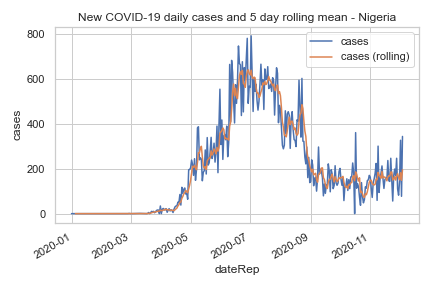 New COVID-19 daily cases and 5 day rolling mean - Nigeria
cases
cases (rolling)
800
600
400
200
0
cases
2020-01
2020-03
2020-05
2020-07
2020-09
2020-11
dateRep